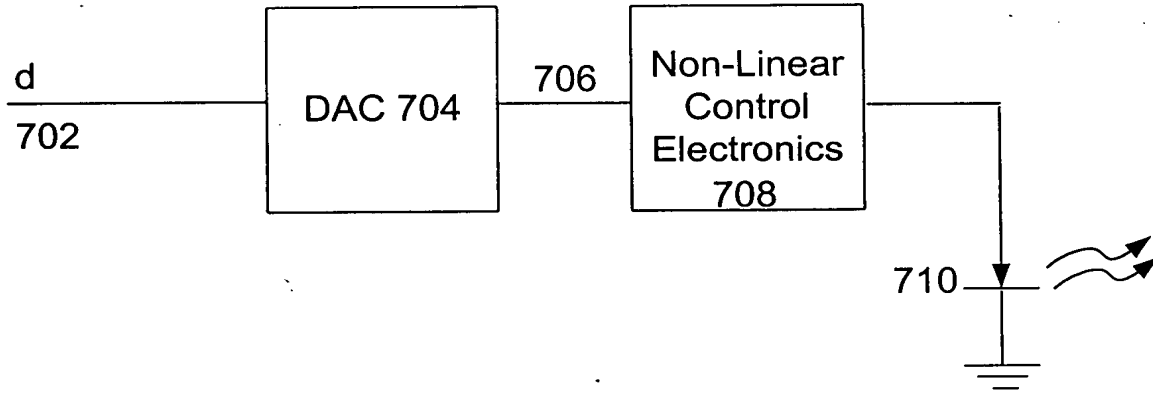 d
702
DAC 704
706
Non-Linear
Control
Electronics
708
710